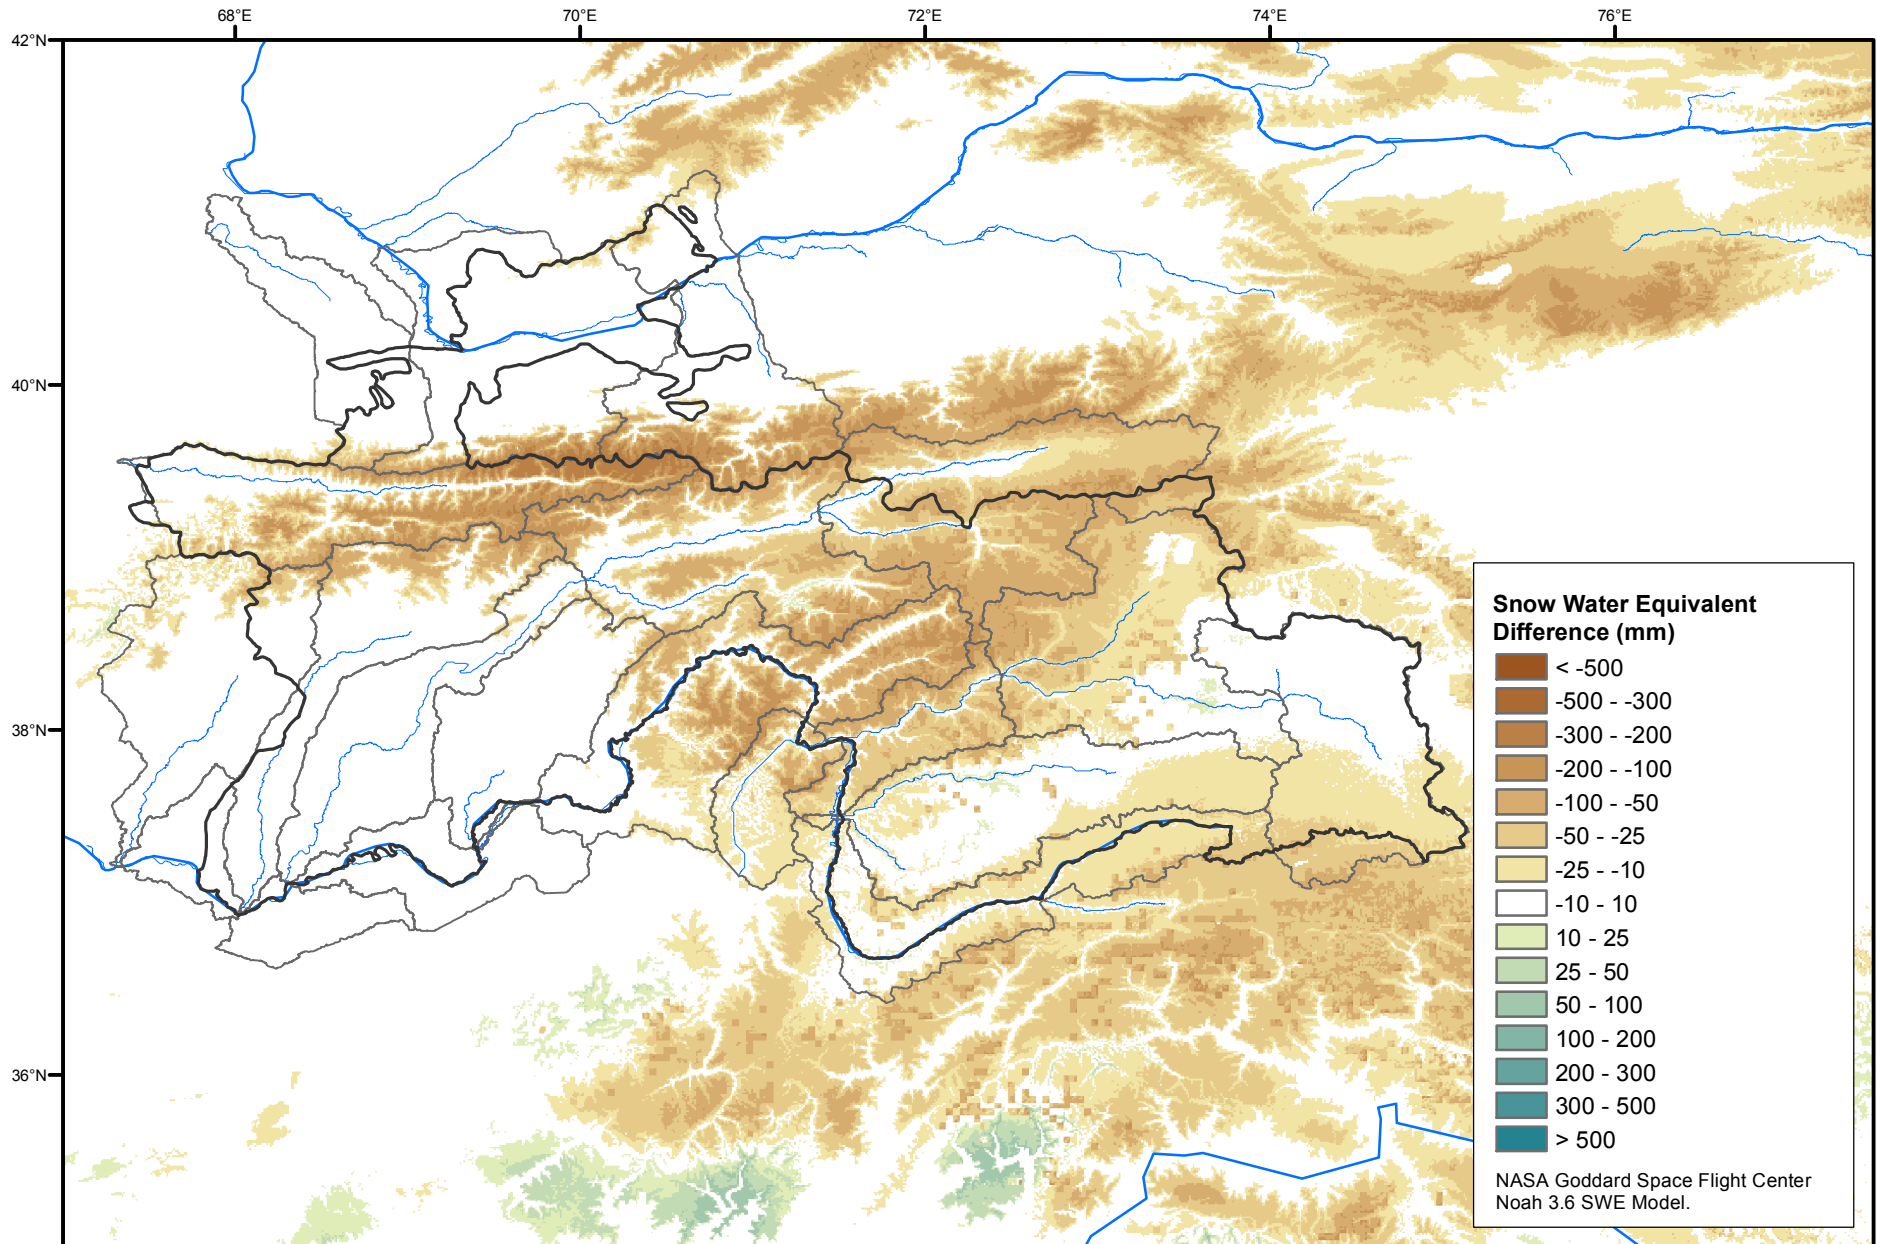 68°E
70°E
72°E
74°E
76°E
42°N
40°N
38°N
36°N
Snow Water Equivalent
Difference (mm)
< -500
-500 - -300
-300 - -200
-200 - -100
-100 - -50
-50 - -25
-25 - -10
-10 - 10
10 - 25
25 - 50
50 - 100
100 - 200
200 - 300
300 - 500
> 500
NASA Goddard Space Flight Center
Noah 3.6 SWE Model.